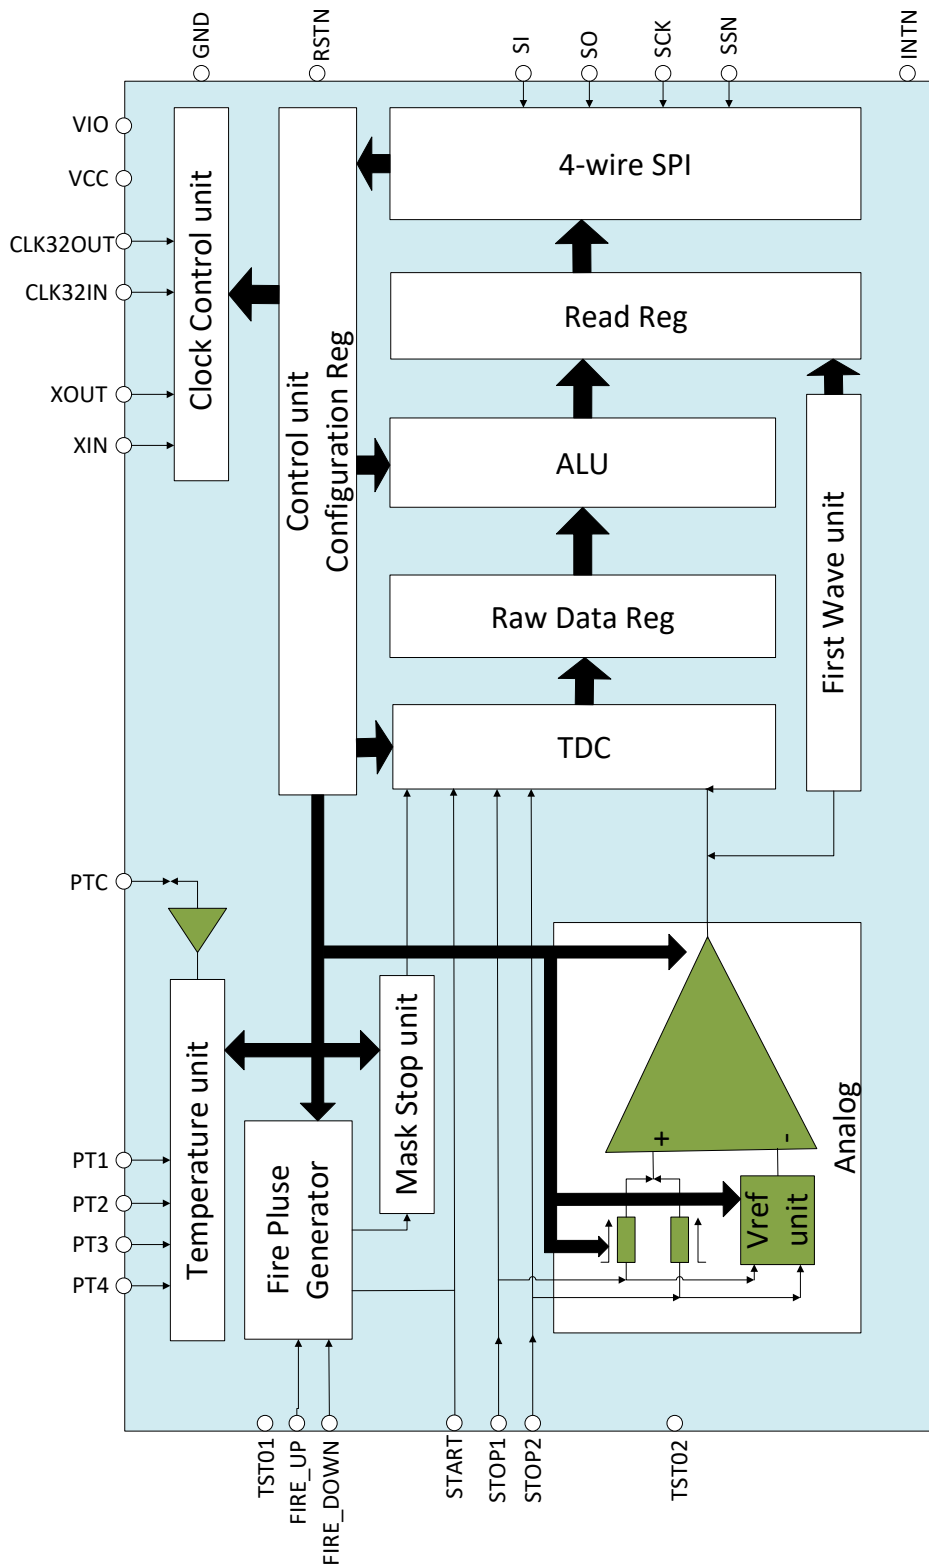 GND
RSTN
SI
SO
SCK
SSN
INTN
VIO
VCC
CLK32OUT
CLK32IN
XOUT
XIN
Clock Control unit
Control unit
Configuration Reg
4-wire SPI
Read Reg
ALU
Raw Data Reg
TDC
First Wave unit
PTC
PT1
PT2
PT3
PT4
Temperature unit
Fire Pluse
Generator
Mask Stop unit
+
-
Vref
unit
Analog
TST01
FIRE_UP
FIRE_DOWN
START
STOP1
STOP2
TST02